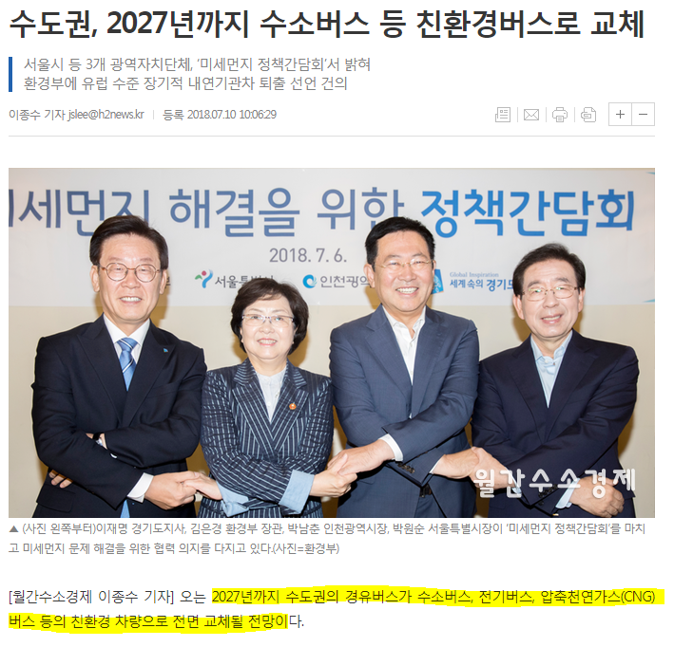 수도권, 2027년까지 수소버스 등 친환경버스로 교체
서울시 등 3개 광역자치단체, '미세먼지 정책간담회'서 밝혀
환경부에 유럽 수준 장기적 내연기관차 퇴출 선언 건의
이종수 기자 jslee@h2news.kr 등록 2018.07.10 10:06:29
세먼지 해결을 위한 정책간담회
2018. 7. 6.
서울특별시 인천광역
Global Inspiration
세계 속의 경기도
월간수소경제
▲ (사진 왼쪽부터)이재명 경기도지사, 김은경 환경부 장관, 박남춘 인천광역시장, 박원순 서울특별시장이 '미세먼지 정책간담회'를 마치
고 미세먼지 문제 해결을 위한 협력 의지를 다지고 있다.(사진=환경부)
[월간수소경제 이종수 기자] 오는 2027년까지 수도권의 경유버스가 수소버스, 전기버스, 압축천연가스(CNG)
버스 등의 친환경 차량으로 전면 교체될 전망이다.